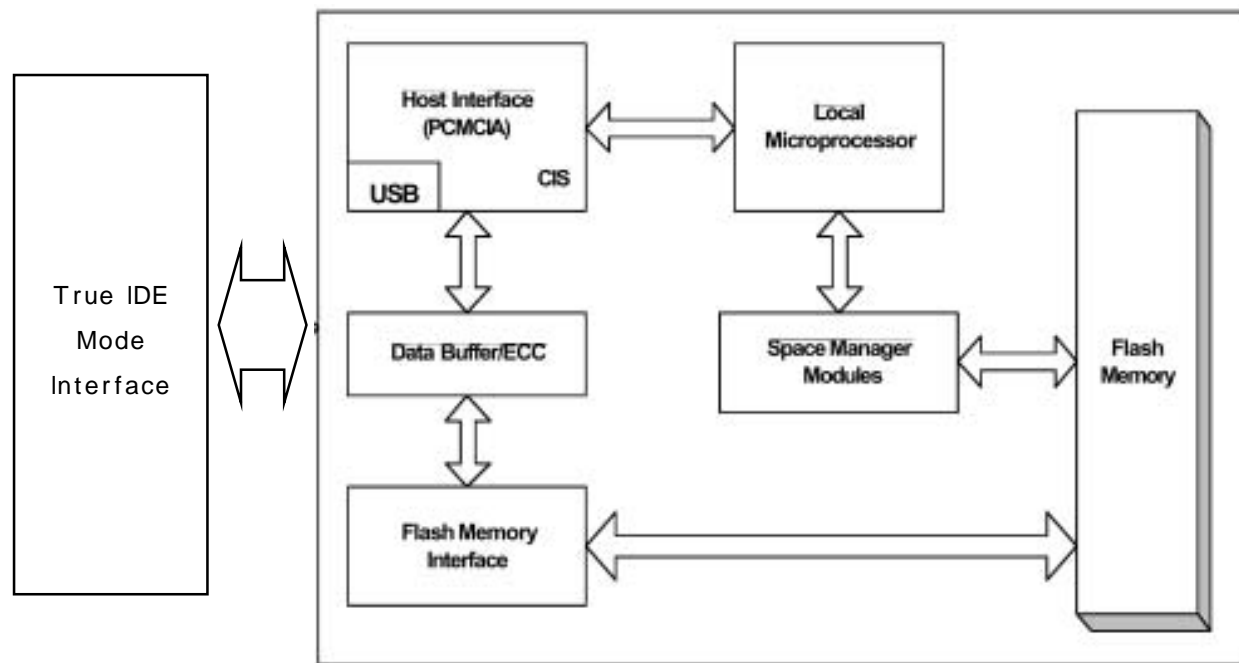 True IDE
Mode
Interface
Host Interface
(PCMCIA)
CIS
USB
Local
Microprocessor
Data Buffer/ECC
Space Manager
Modules
Flash
Memory
Flash Memory
Interface